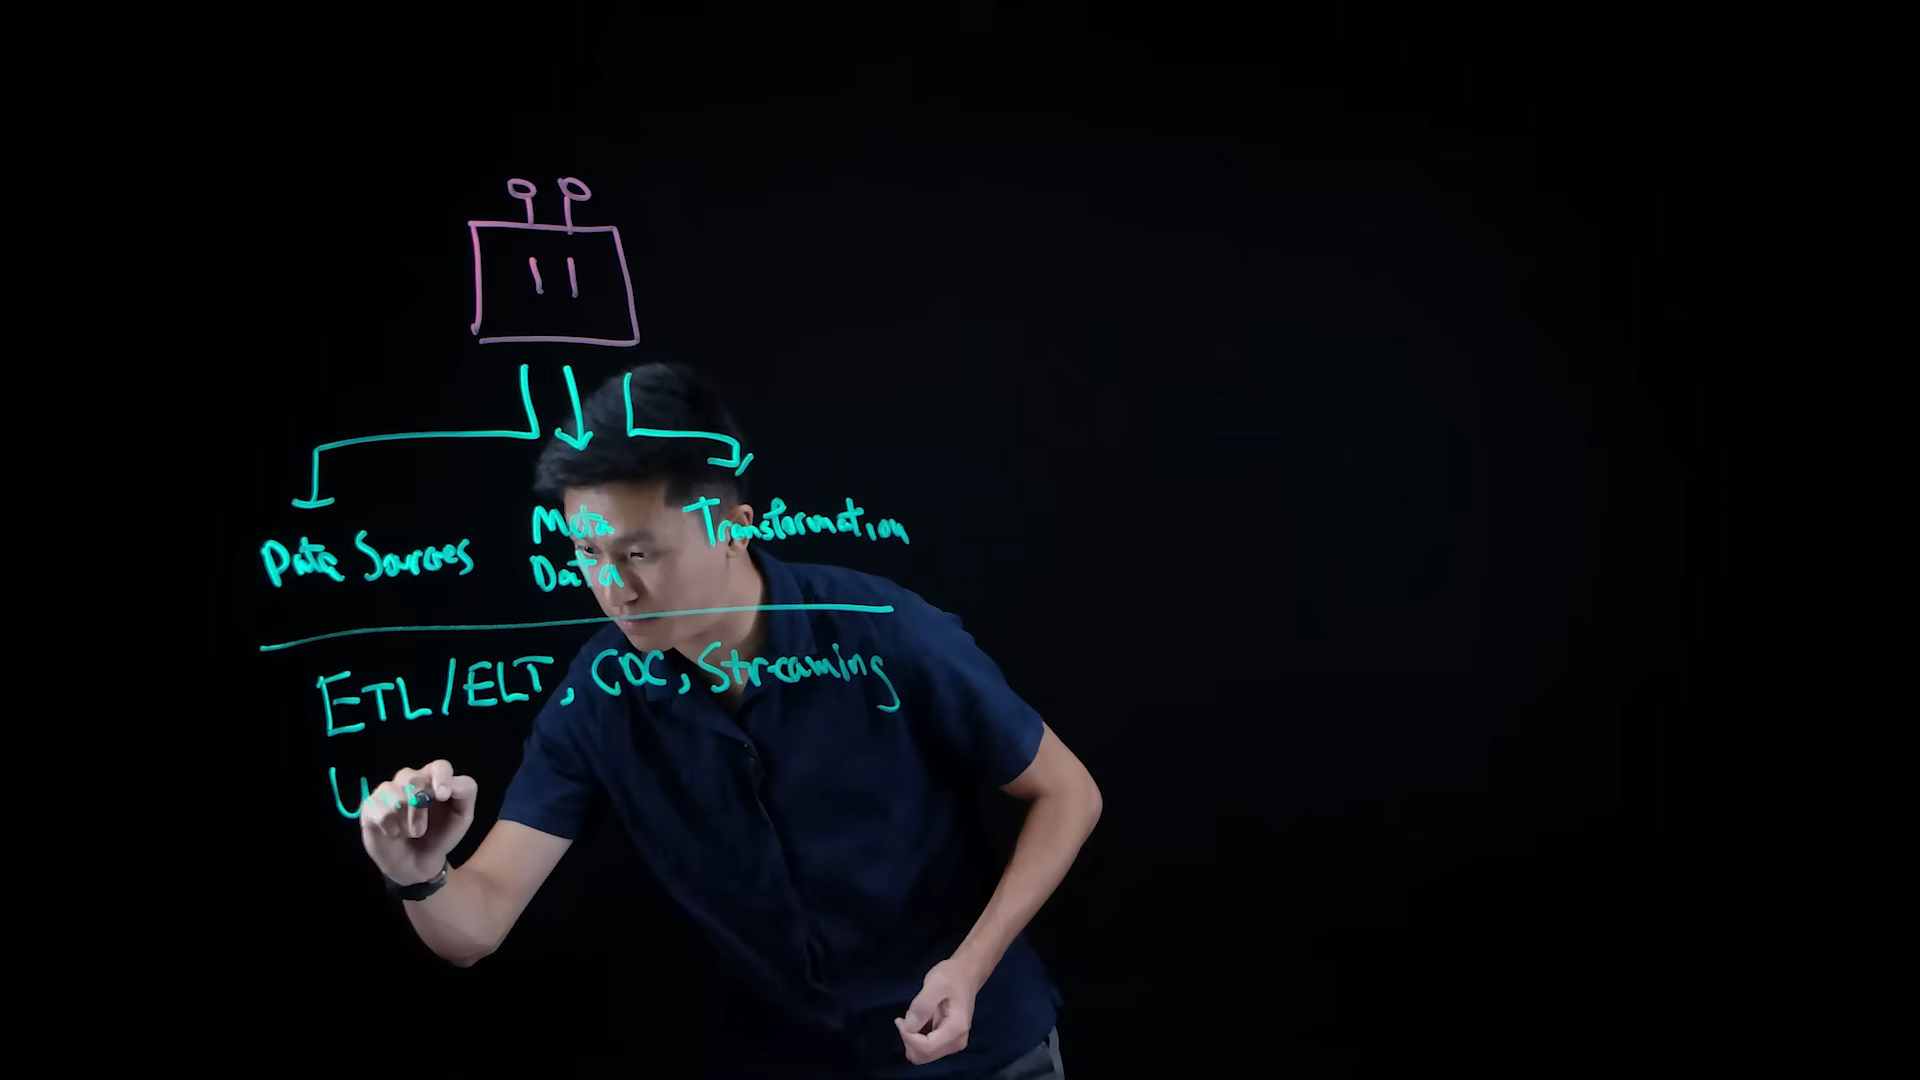 Data Sources
Meta
Data
Transformation
ETL/ELT, CDC, Streaming